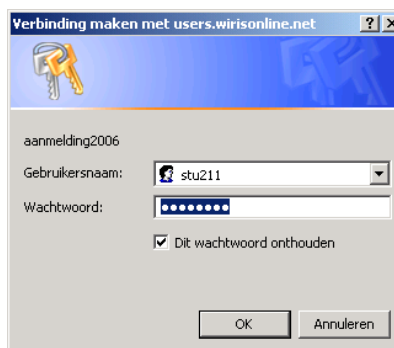 Verbinding maken met users.wirisonline.net
aanmelding2006
Gebruikersnaam: stu211
Wachtwoord: ●●●●●●●●
Dit wachtwoord onthouden
OK Annuleren